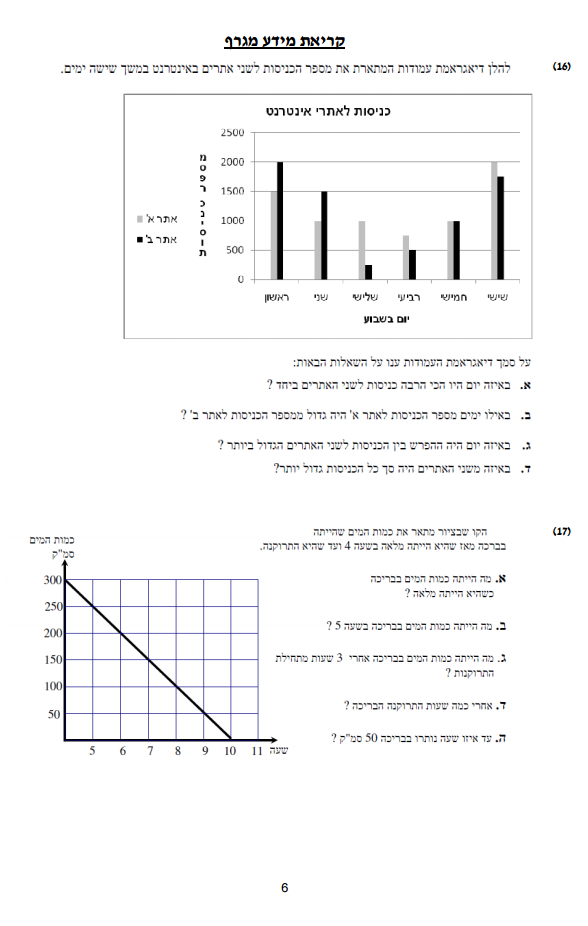 קריאת מידע מגרף
(16) להלן דיאגראמת עמודות המתארת את מספר הכניסות לשני אתרים באינטרנט במשך שישה ימים.
כניסות לאתרי אינטרנט
מספר כניסות
2500
2000
1500
1000
500
0
אתר א'
אתר ב'
ראשון שני שלישי רביעי חמישי שישי
יום בשבוע
על סמך דיאגראמת העמודות ענו על השאלות הבאות:
א. באיזה יום היו הכי הרבה כניסות לשני האתרים ביחד ?
ב. באילו ימים מספר הכניסות לאתר א' היה גדול ממספר הכניסות לאתר ב' ?
ג. באיזה יום היה ההפרש בין הכניסות לשני האתרים הגדול ביותר ?
ד. באיזה משני האתרים היה סך כל הכניסות גדול יותר?
(17) הקו שבציור מתאר את כמות המים שהייתה
בברכה מאז שהיא הייתה מלאה בשעה 4 ועד שהיא התרוקנה.
א. מה הייתה כמות המים בבריכה
כשהיא הייתה מלאה ?
ב. מה הייתה כמות המים בבריכה בשעה 5 ?
ג. מה הייתה כמות המים בבריכה אחרי 3 שעות מתחילת
התרוקנות ?
ד. אחרי כמה שעות התרוקנה הבריכה ?
ה. עד איזו שעה נותרו בבריכה 50 סמ"ק ?
כמות המים
סמ"ק
300
250
200
150
100
50
5 6 7 8 9 10 11 שעה
6